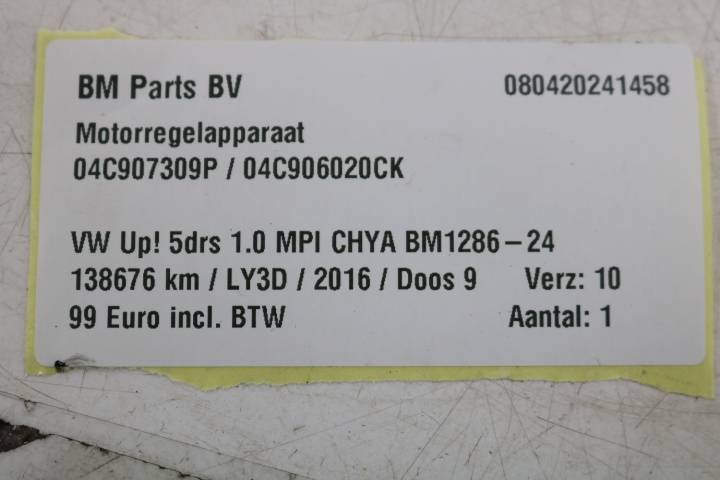 BM Parts BV 080420241458
Motorregelapparaat
04C907309P / 04C906020CK
VW Up! 5drs 1.0 MPI CHYA BM1286-24
138676 km / LY3D / 2016 / Doos 9 Verz: 10
99 Euro incl. BTW Aantal: 1